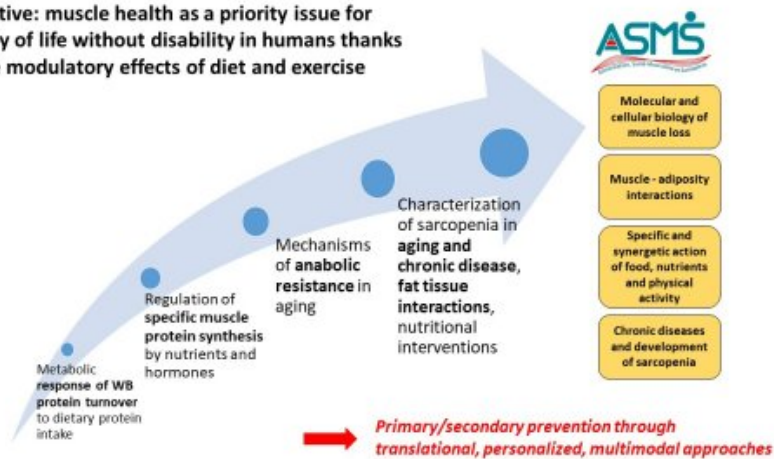 tive: muscle health as a priority issue for
y of life without disability in humans thanks
modulatory effects of diet and exercise
ASMS
Molecular and
cellular biology of
muscle loss
Muscle - adiposity
interactions
Specific and
synergetic action
of food, nutrients
and physical
activity
Chronic diseases
and development
of sarcopenia
Characterization
of sarcopenia in
aging and
chronic disease,
fat tissue
interactions,
nutritional
interventions
Mechanisms
of anabolic
resistance in
aging
Regulation of
specific muscle
protein synthesis
by nutrients and
hormones
Metabolic
response of WB
protein turnover
to dietary protein
intake
Primary/secondary prevention through
translational, personalized, multimodal approaches